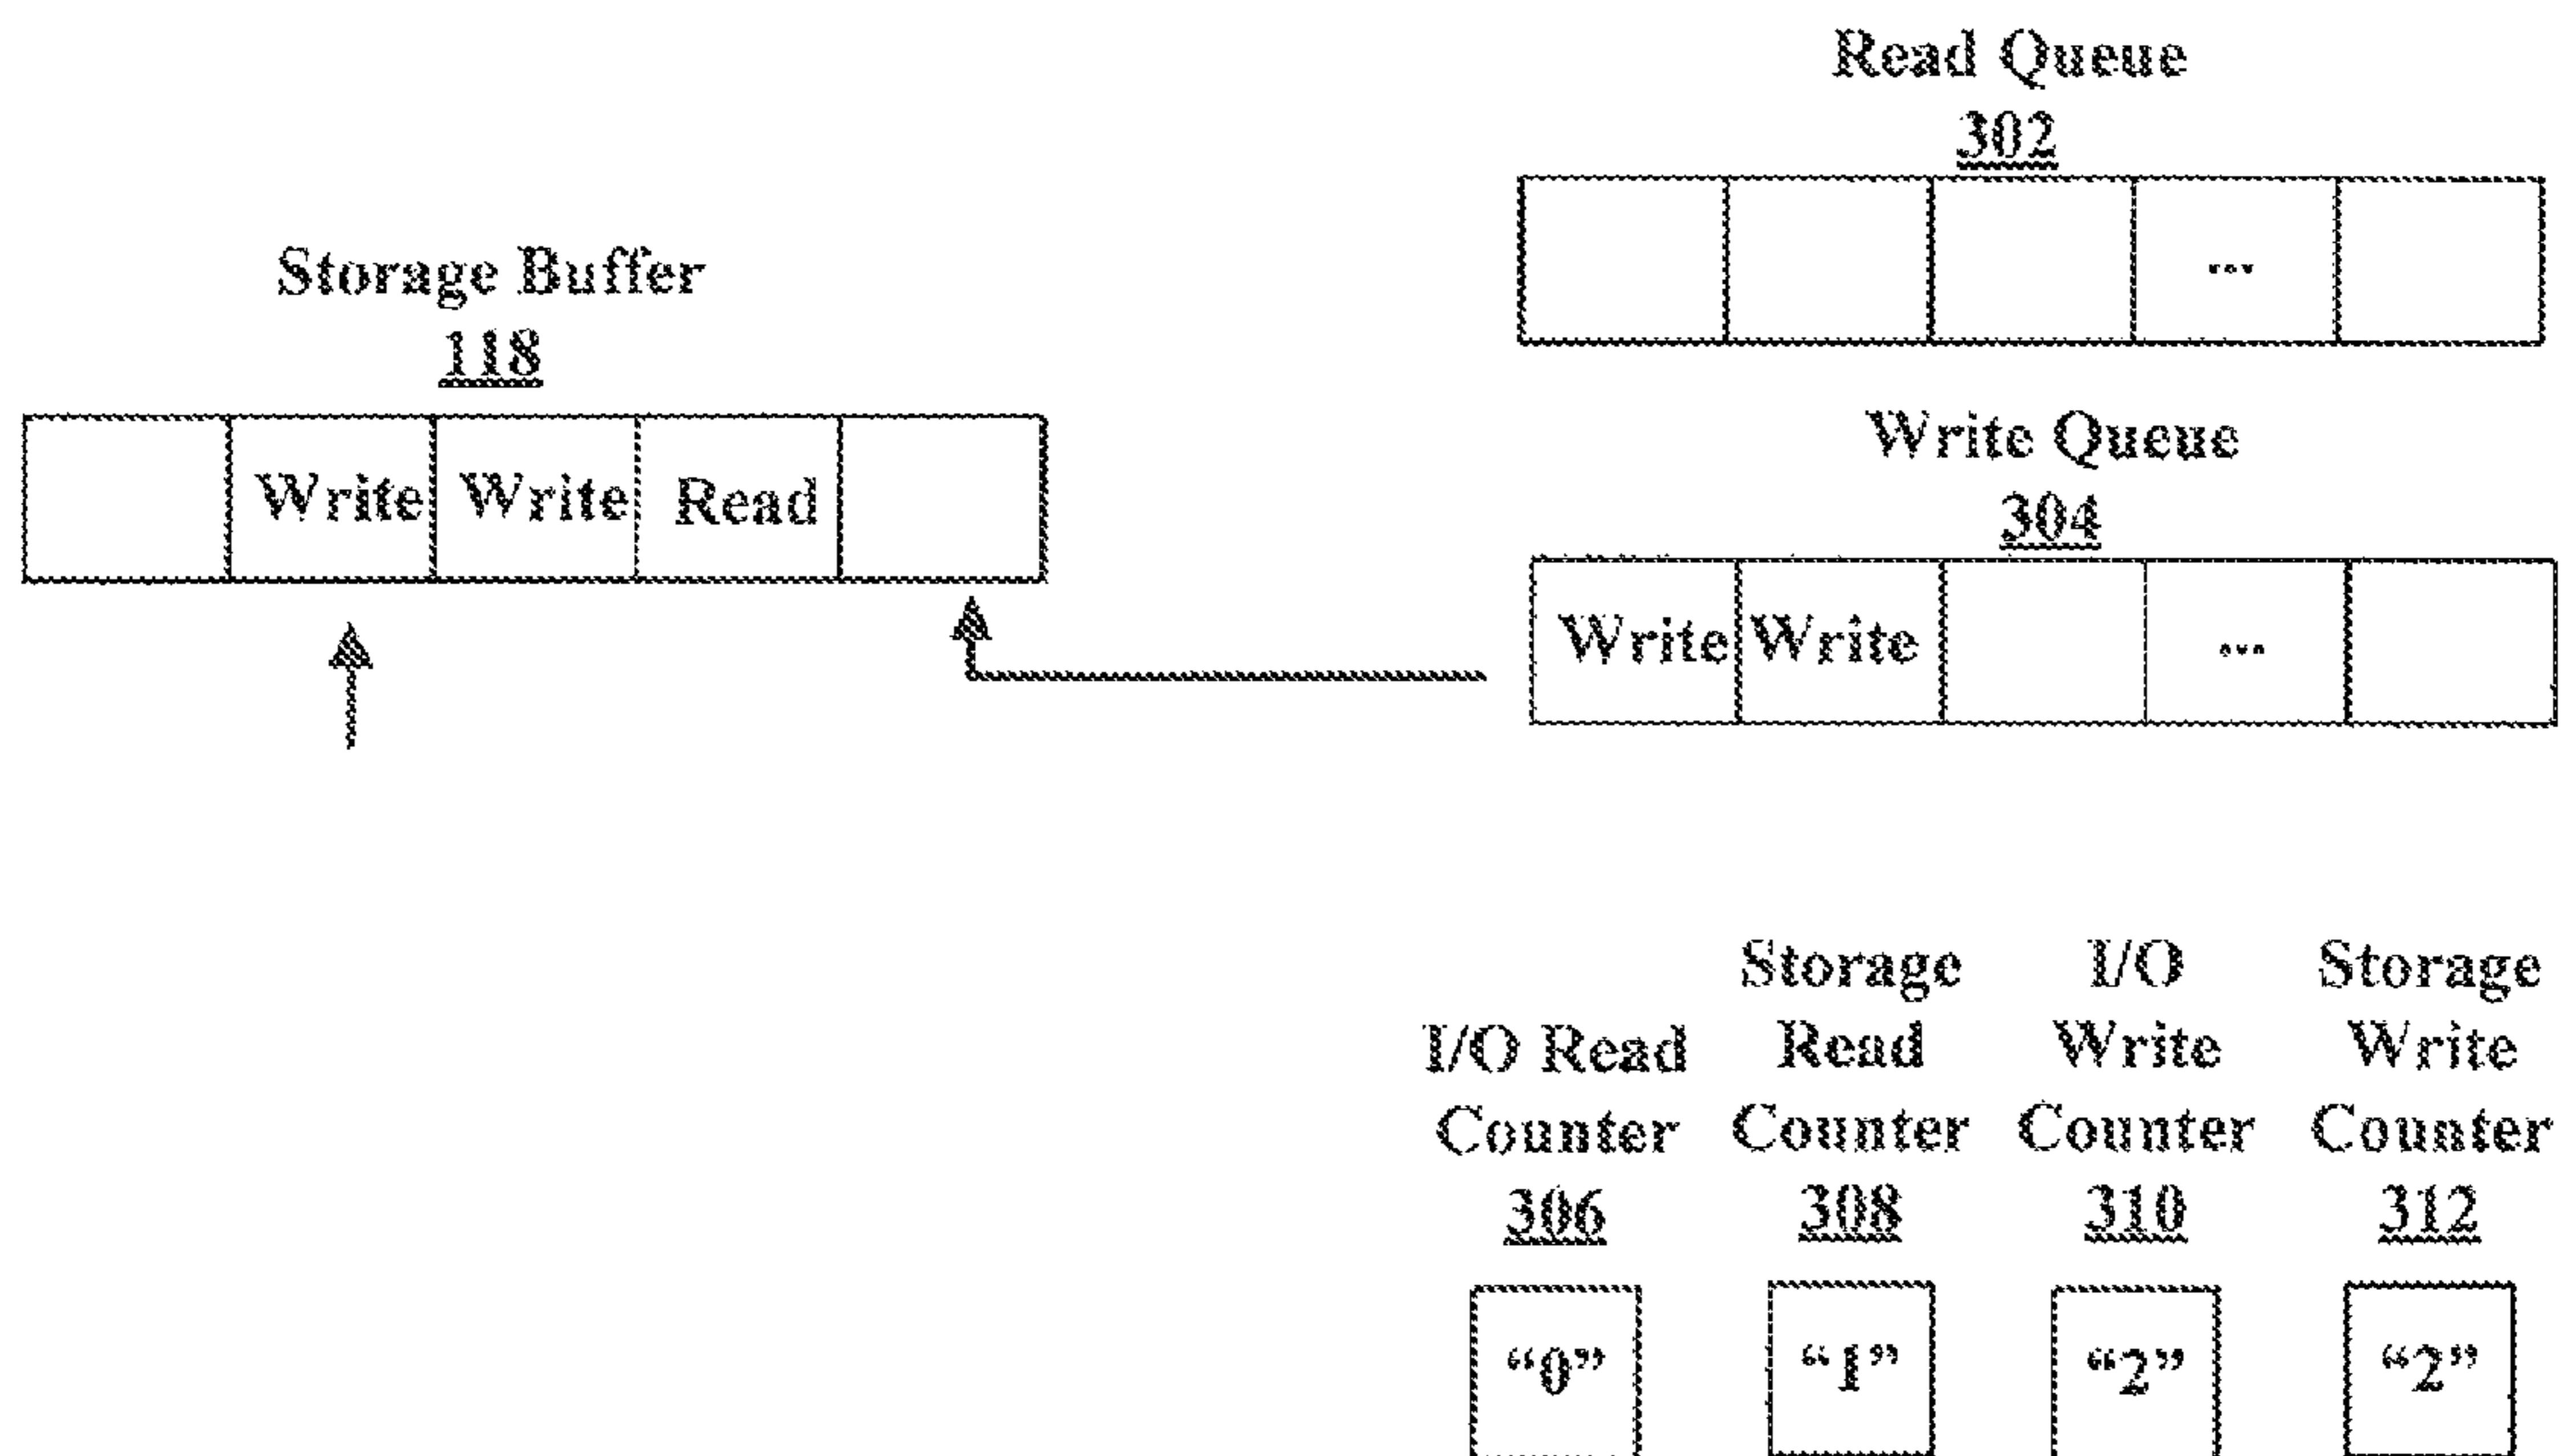 Read Queue
302
...
Storage Buffer
118
Write Write Read
Write Queue
304
Write Write ...
I/O Read
Counter
306
Storage
Read
Counter
308
I/O
Write
Counter
310
Storage
Write
Counter
312
“0” “1” “2” “2”